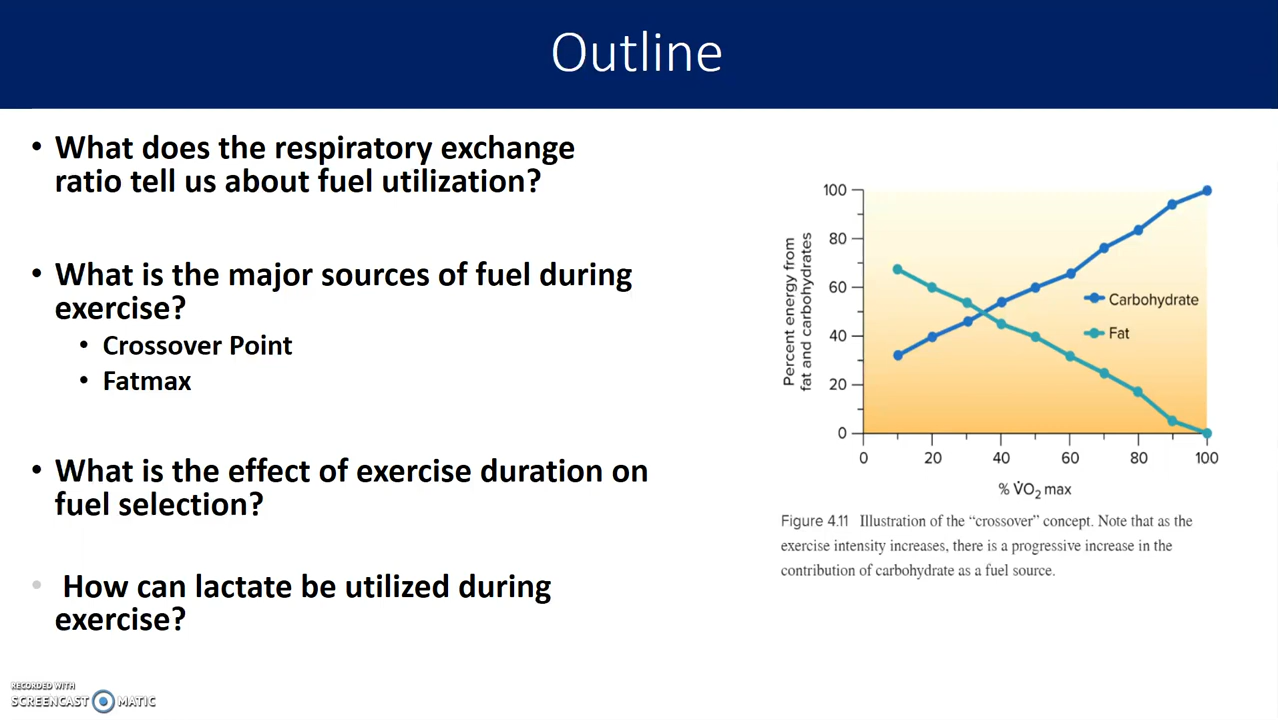 Outline
• What does the respiratory exchange
ratio tell us about fuel utilization?
• What is the major sources of fuel during
exercise?
• Crossover Point
• Fatmax
• What is the effect of exercise duration on
fuel selection?
• How can lactate be utilized during
exercise?
Percent energy from
fat and carbohydrates
100
80
60
40
20
0
Carbohydrate
Fat
0 20 40 60 80 100
% V̇O₂ max
Figure 4.11 Illustration of the “crossover” concept. Note that as the
exercise intensity increases, there is a progressive increase in the
contribution of carbohydrate as a fuel source.
RECORDED WITH
SCREENCAST MATIC